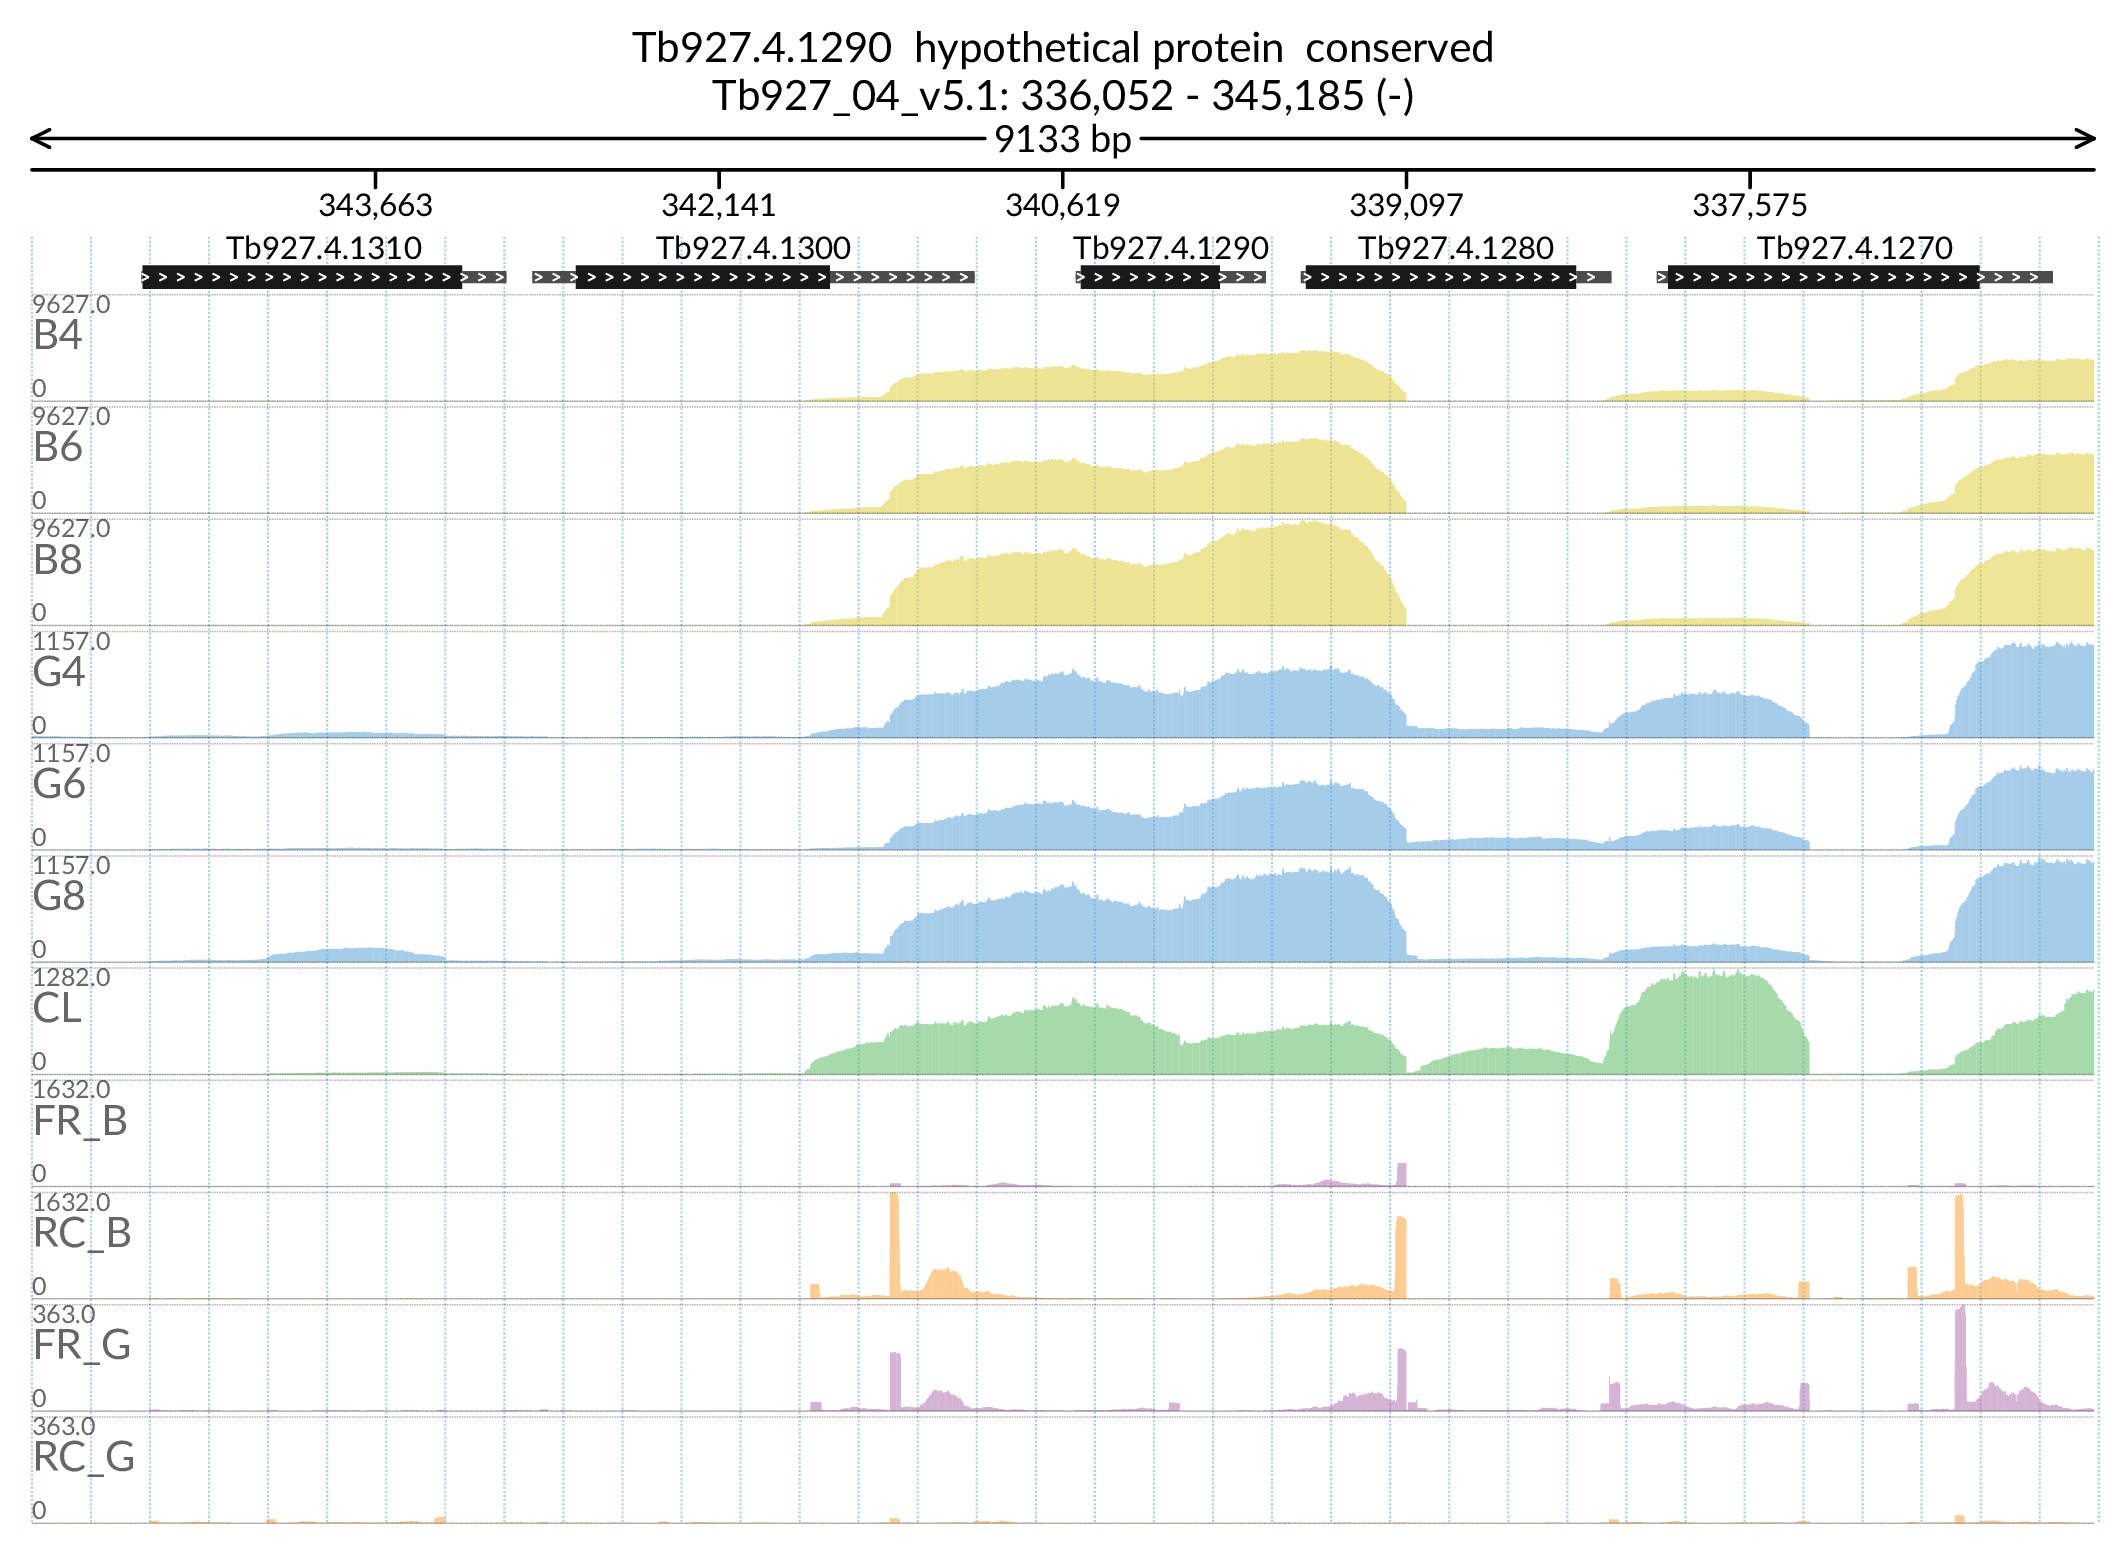 Tb927.4.1290 hypothetical protein conserved
Tb927_04_v5.1: 336,052 - 345,185 (-)
9133 bp
343,663 342,141 340,619 339,097 337,575
Tb927.4.1310 Tb927.4.1300 Tb927.4.1290 Tb927.4.1280 Tb927.4.1270
9627.0
B4
0
9627.0
B6
0
9627.0
B8
0
1157.0
G4
0
1157.0
G6
0
1157.0
G8
0
1282.0
CL
0
1632.0
FR_B
0
1632.0
RC_B
0
363.0
FR_G
0
363.0
RC_G
0